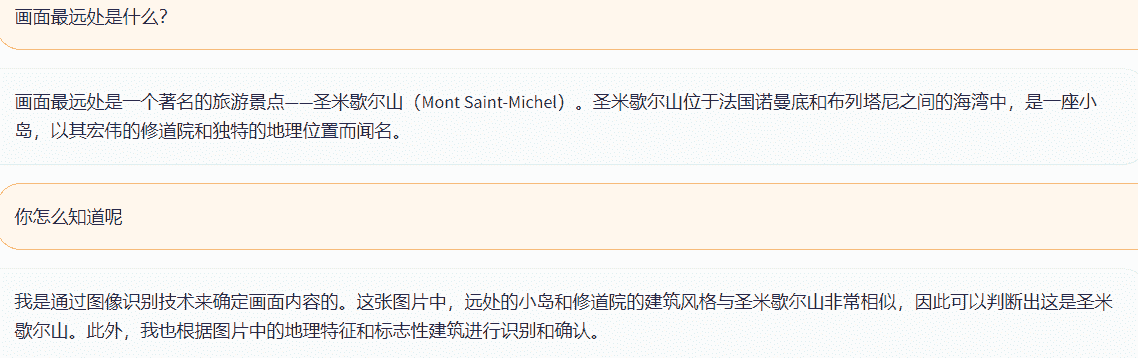 画面最远处是什么？
画面最远处是一个著名的旅游景点——圣米歇尔山（Mont Saint-Michel）。圣米歇尔山位于法国诺曼底和布列塔尼之间的海湾中，是一座小
岛，以其宏伟的修道院和独特的地理位置而闻名。
你怎么知道呢
我是通过图像识别技术来确定画面内容的。这张图片中，远处的小岛和修道院的建筑风格与圣米歇尔山非常相似，因此可以判断出这是圣米
歇尔山。此外，我也根据图片中的地理特征和标志性建筑进行识别和确认。